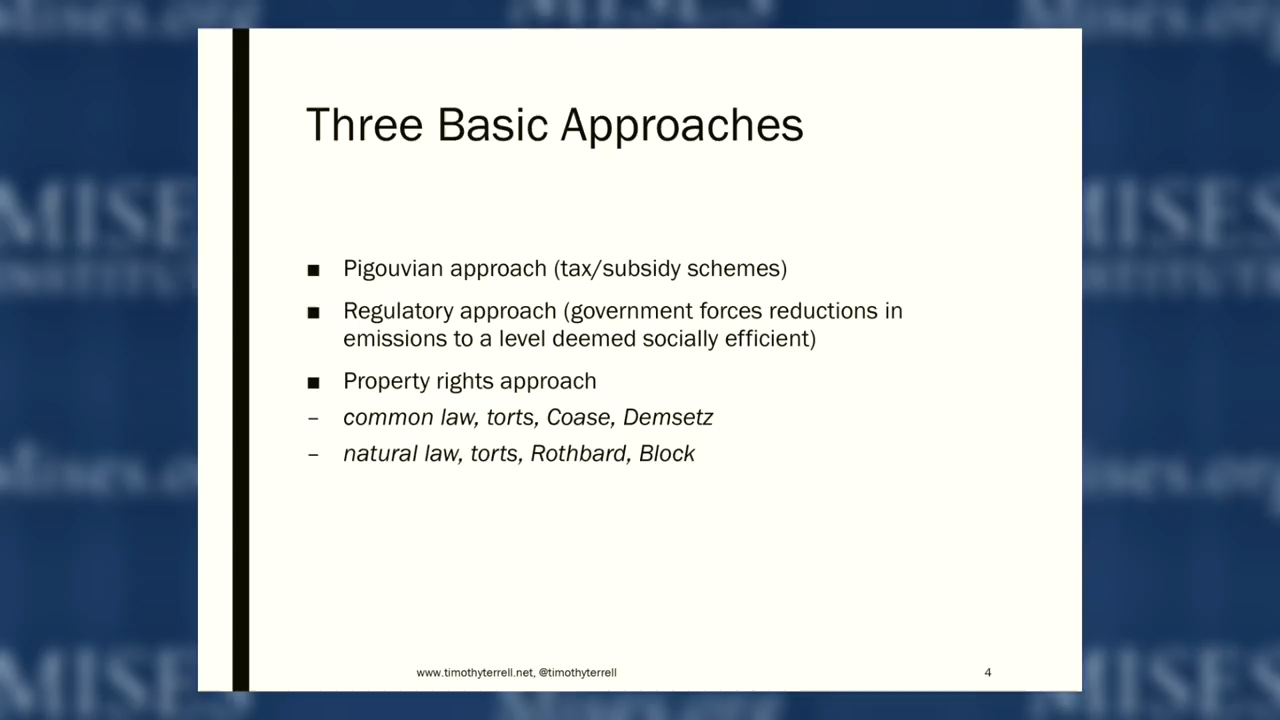 Three Basic Approaches
■ Pigouvian approach (tax/subsidy schemes)
■ Regulatory approach (government forces reductions in
emissions to a level deemed socially efficient)
■ Property rights approach
– common law, torts, Coase, Demsetz
– natural law, torts, Rothbard, Block
www.timothyterrell.net, @timothyterrell
4